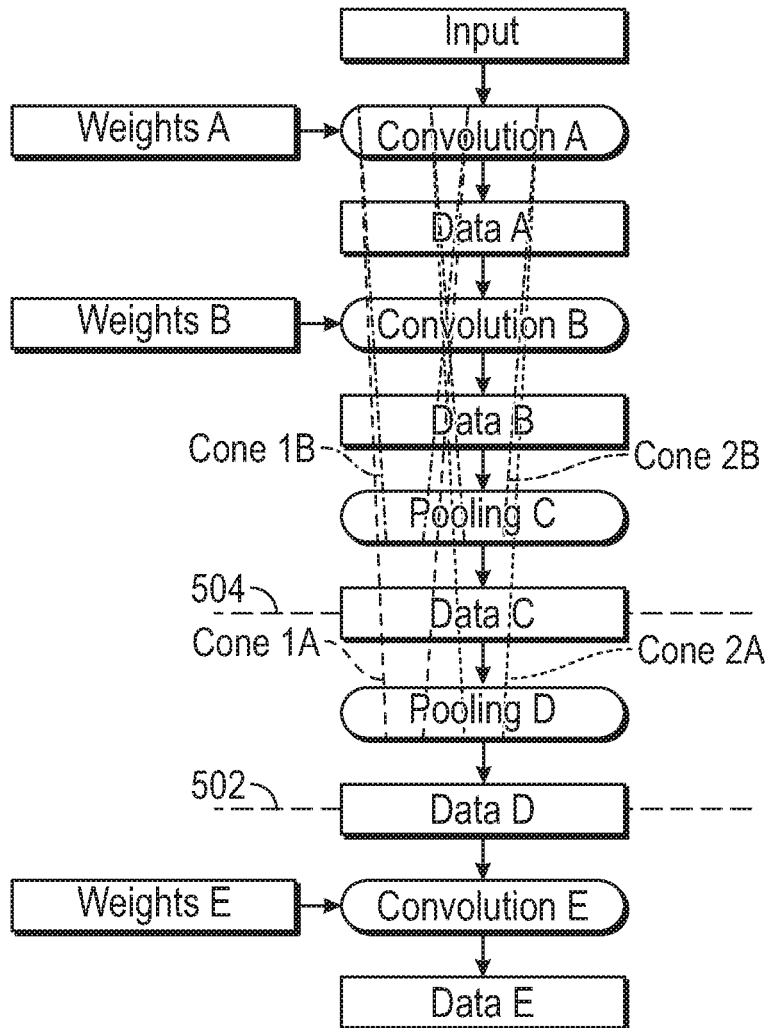 Input
Weights A
Convolution A
Data A
Weights B
Convolution B
Data B
Cone 1B
Cone 2B
Pooling C
504
Data C
Cone 1A
Cone 2A
Pooling D
502
Data D
Weights E
Convolution E
Data E